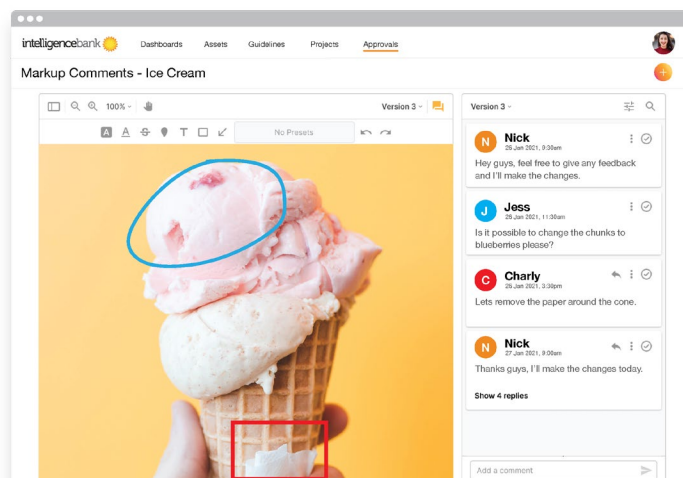 intelligencebank
Dashboards Assets Guidelines Projects Approvals
Markup Comments - Ice Cream
100% Version 3
A A S T No Presets
Version 3
N Nick
25 Jan 2021, 9:30am
Hey guys, feel free to give any feedback
and I'll make the changes.
J Jess
25 Jan 2021, 11:30am
Is it possible to change the chunks to
blueberries please?
C Charly
25 Jan 2021, 3:30pm
Lets remove the paper around the cone.
N Nick
27 Jan 2021, 9:00am
Thanks guys, I'll make the changes today.
Show 4 replies
Add a comment